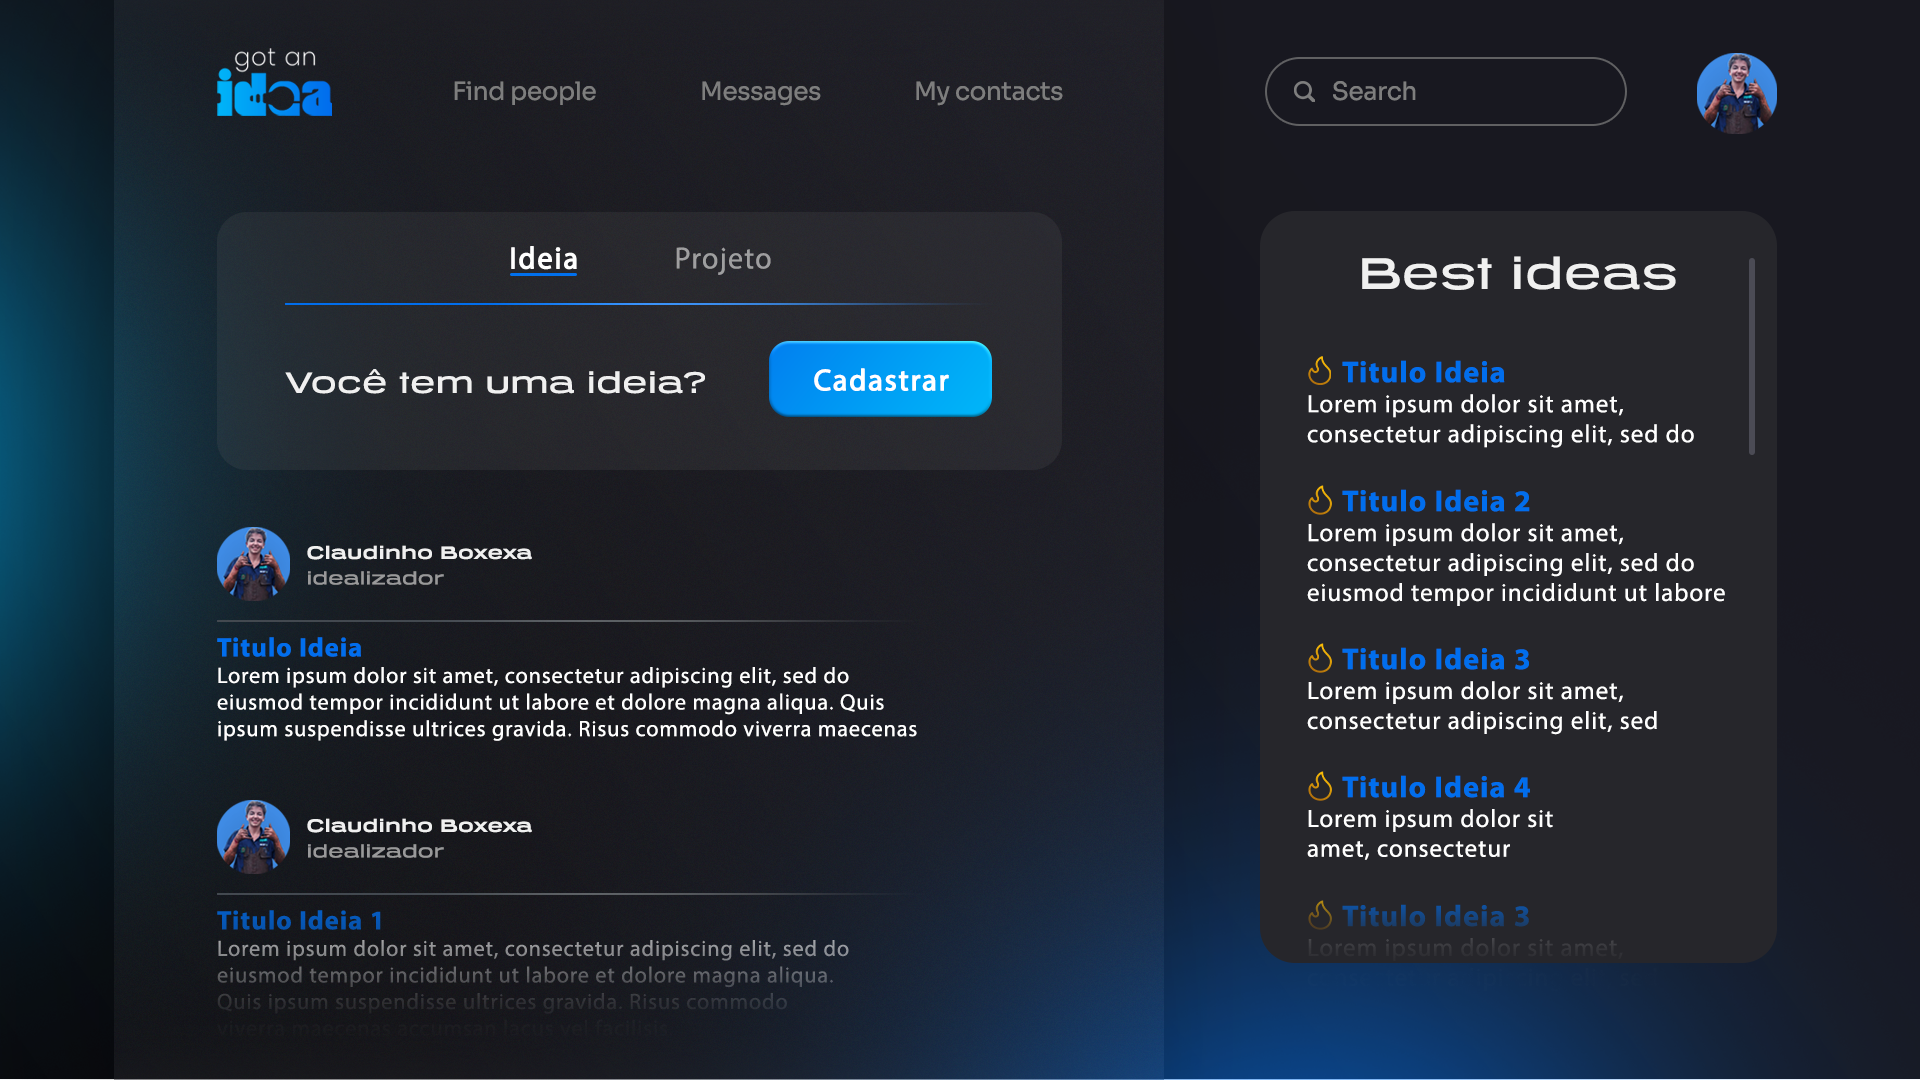 got an
idea
Find people
Messages
My contacts
Search
Ideia
Projeto
Você tem uma ideia?
Cadastrar
Claudinho Boxexa
idealizador
Titulo Ideia
Lorem ipsum dolor sit amet, consectetur adipiscing elit, sed do
eiusmod tempor incididunt ut labore et dolore magna aliqua. Quis
ipsum suspendisse ultrices gravida. Risus commodo viverra maecenas
Claudinho Boxexa
idealizador
Titulo Ideia 1
Lorem ipsum dolor sit amet, consectetur adipiscing elit, sed do
eiusmod tempor incididunt ut labore et dolore magna aliqua.
Quis ipsum suspendisse ultrices gravida. Risus commodo
viverra maecenas accumsan lacus vel facilisis.
Best ideas
Titulo Ideia
Lorem ipsum dolor sit amet,
consectetur adipiscing elit, sed do
Titulo Ideia 2
Lorem ipsum dolor sit amet,
consectetur adipiscing elit, sed do
eiusmod tempor incididunt ut labore
Titulo Ideia 3
Lorem ipsum dolor sit amet,
consectetur adipiscing elit, sed
Titulo Ideia 4
Lorem ipsum dolor sit
amet, consectetur
Titulo Ideia 3
Lorem ipsum dolor sit amet,